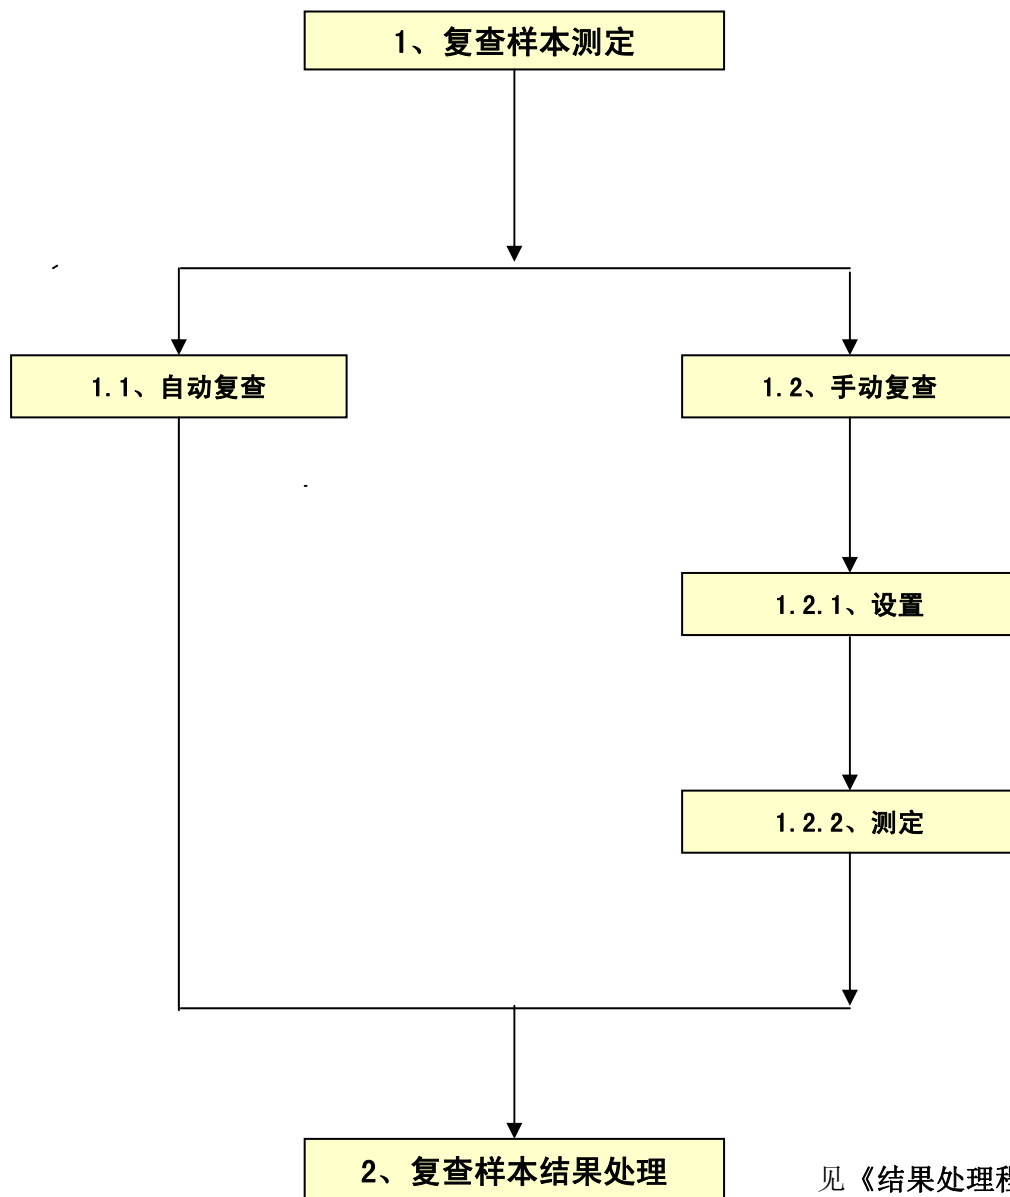 1、复查样本测定
1.1、自动复查
1.2、手动复查
1.2.1、设置
1.2.2、测定
2、复查样本结果处理
见《结果处理程